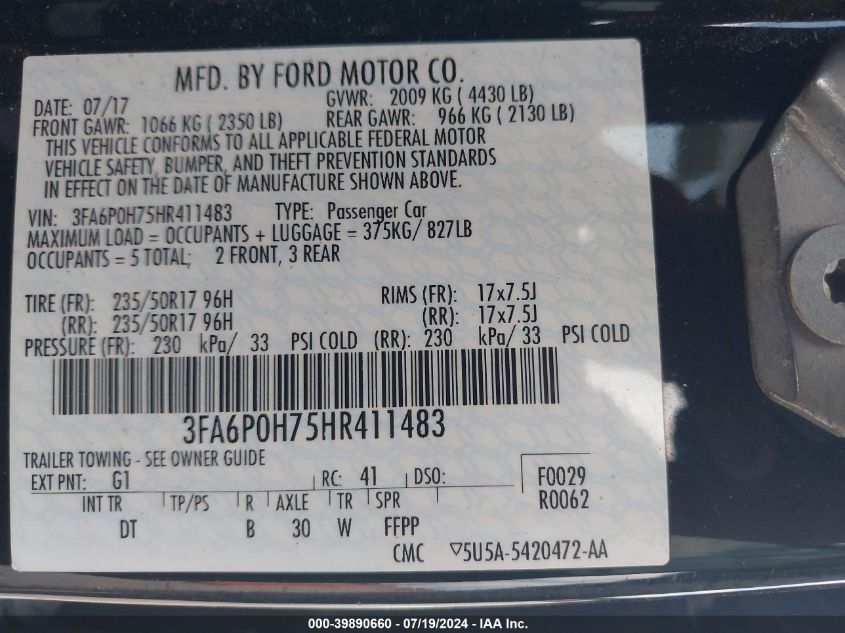 MFD. BY FORD MOTOR CO.
DATE: 07/17 GVWR: 2009 KG ( 4430 LB)
FRONT GAWR: 1066 KG ( 2350 LB) REAR GAWR: 966 KG ( 2130 LB)
THIS VEHICLE CONFORMS TO ALL APPLICABLE FEDERAL MOTOR
VEHICLE SAFETY, BUMPER, AND THEFT PREVENTION STANDARDS
IN EFFECT ON THE DATE OF MANUFACTURE SHOWN ABOVE.
VIN: 3FA6P0H75HR411483 TYPE: Passenger Car
MAXIMUM LOAD = OCCUPANTS + LUGGAGE = 375KG/ 827LB
OCCUPANTS = 5 TOTAL; 2 FRONT, 3 REAR
TIRE (FR): 235/50R17 96H RIMS (FR): 17x7.5J
(RR): 235/50R17 96H (RR): 17x7.5J
PRESSURE (FR): 230 kPa/ 33 PSI COLD (RR): 230 kPa/ 33 PSI COLD
3FA6P0H75HR411483
TRAILER TOWING - SEE OWNER GUIDE
EXT PNT: G1 RC: 41 DSO: F0029
INT TR TP/PS R AXLE TR SPR R0062
DT B 30 W FFPP
CMC ▽5U5A-5420472-AA
000-39890660 - 07/19/2024 - IAA Inc.